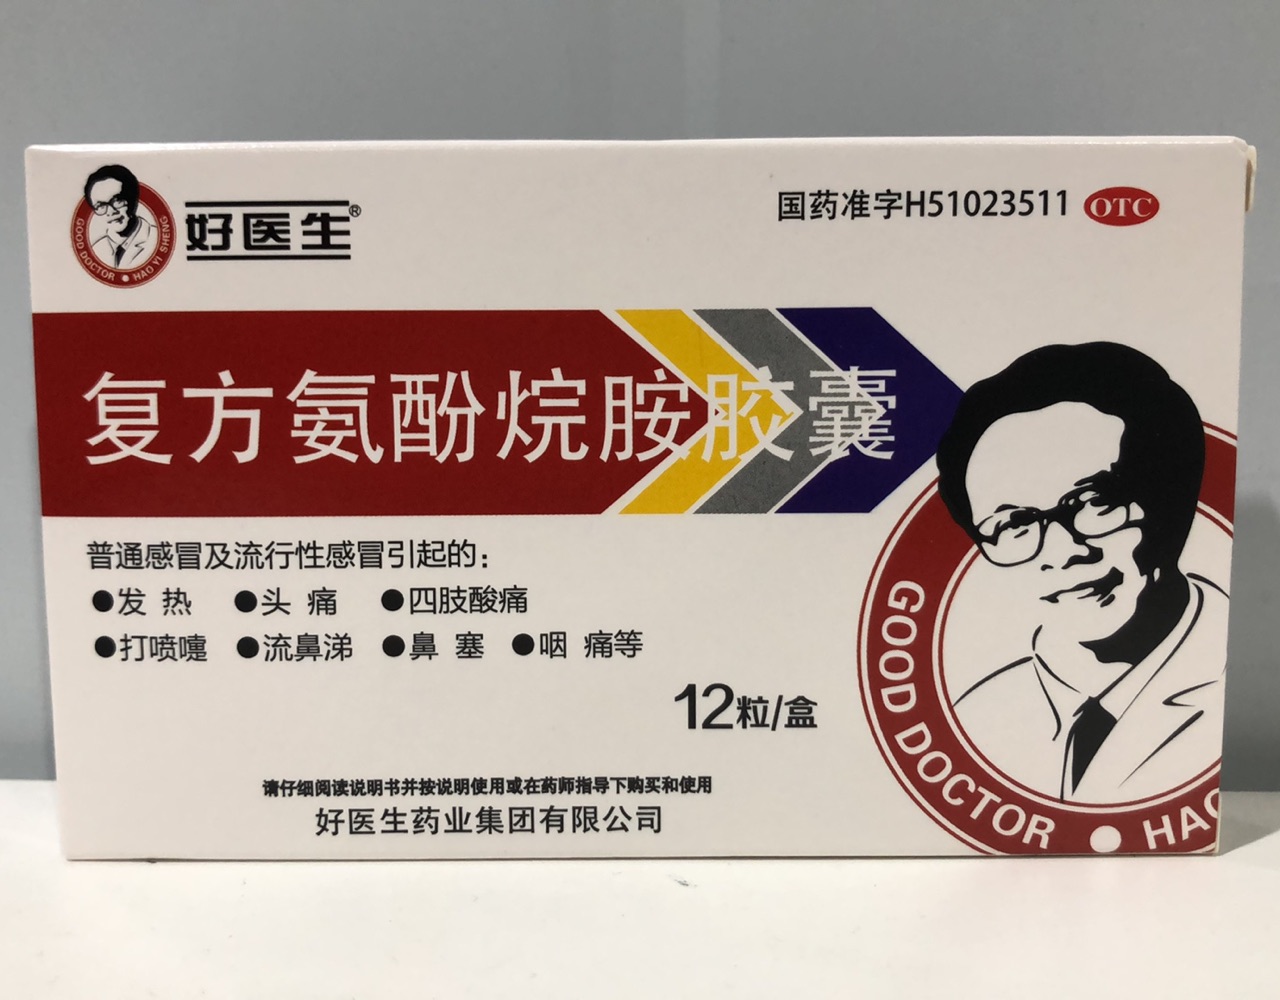 GOOD DOCTOR • HAO YI SHENG
好医生®
国药准字H51023511 OTC
复方氨酚烷胺胶囊
普通感冒及流行性感冒引起的：
●发 热 ●头 痛 ●四肢酸痛
●打喷嚏 ●流鼻涕 ●鼻 塞 ●咽 痛等
12粒/盒
请仔细阅读说明书并按说明使用或在药师指导下购买和使用
好医生药业集团有限公司
GOOD DOCTOR • HAO